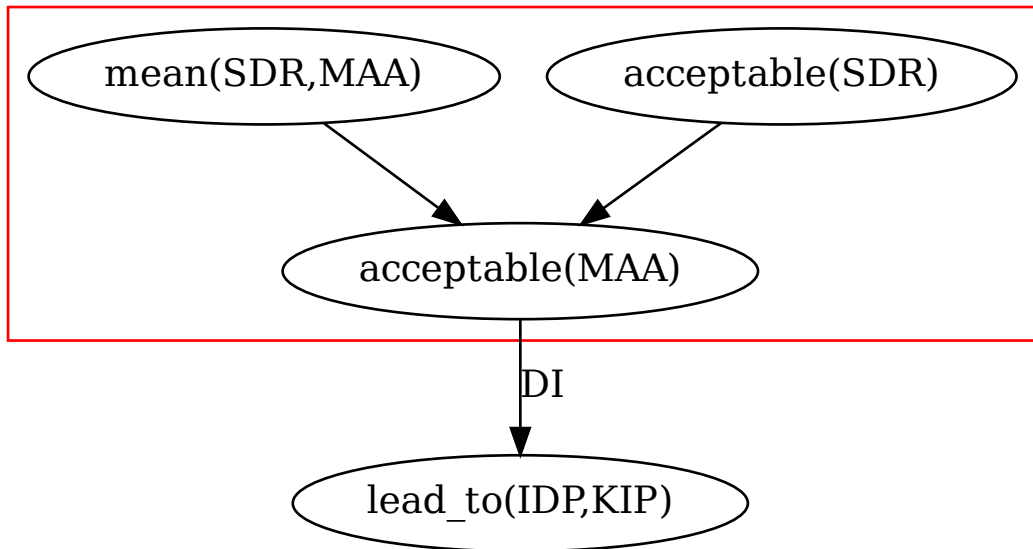 mean(SDR,MAA)
acceptable(SDR)
acceptable(MAA)
DI
lead_to(IDP,KIP)